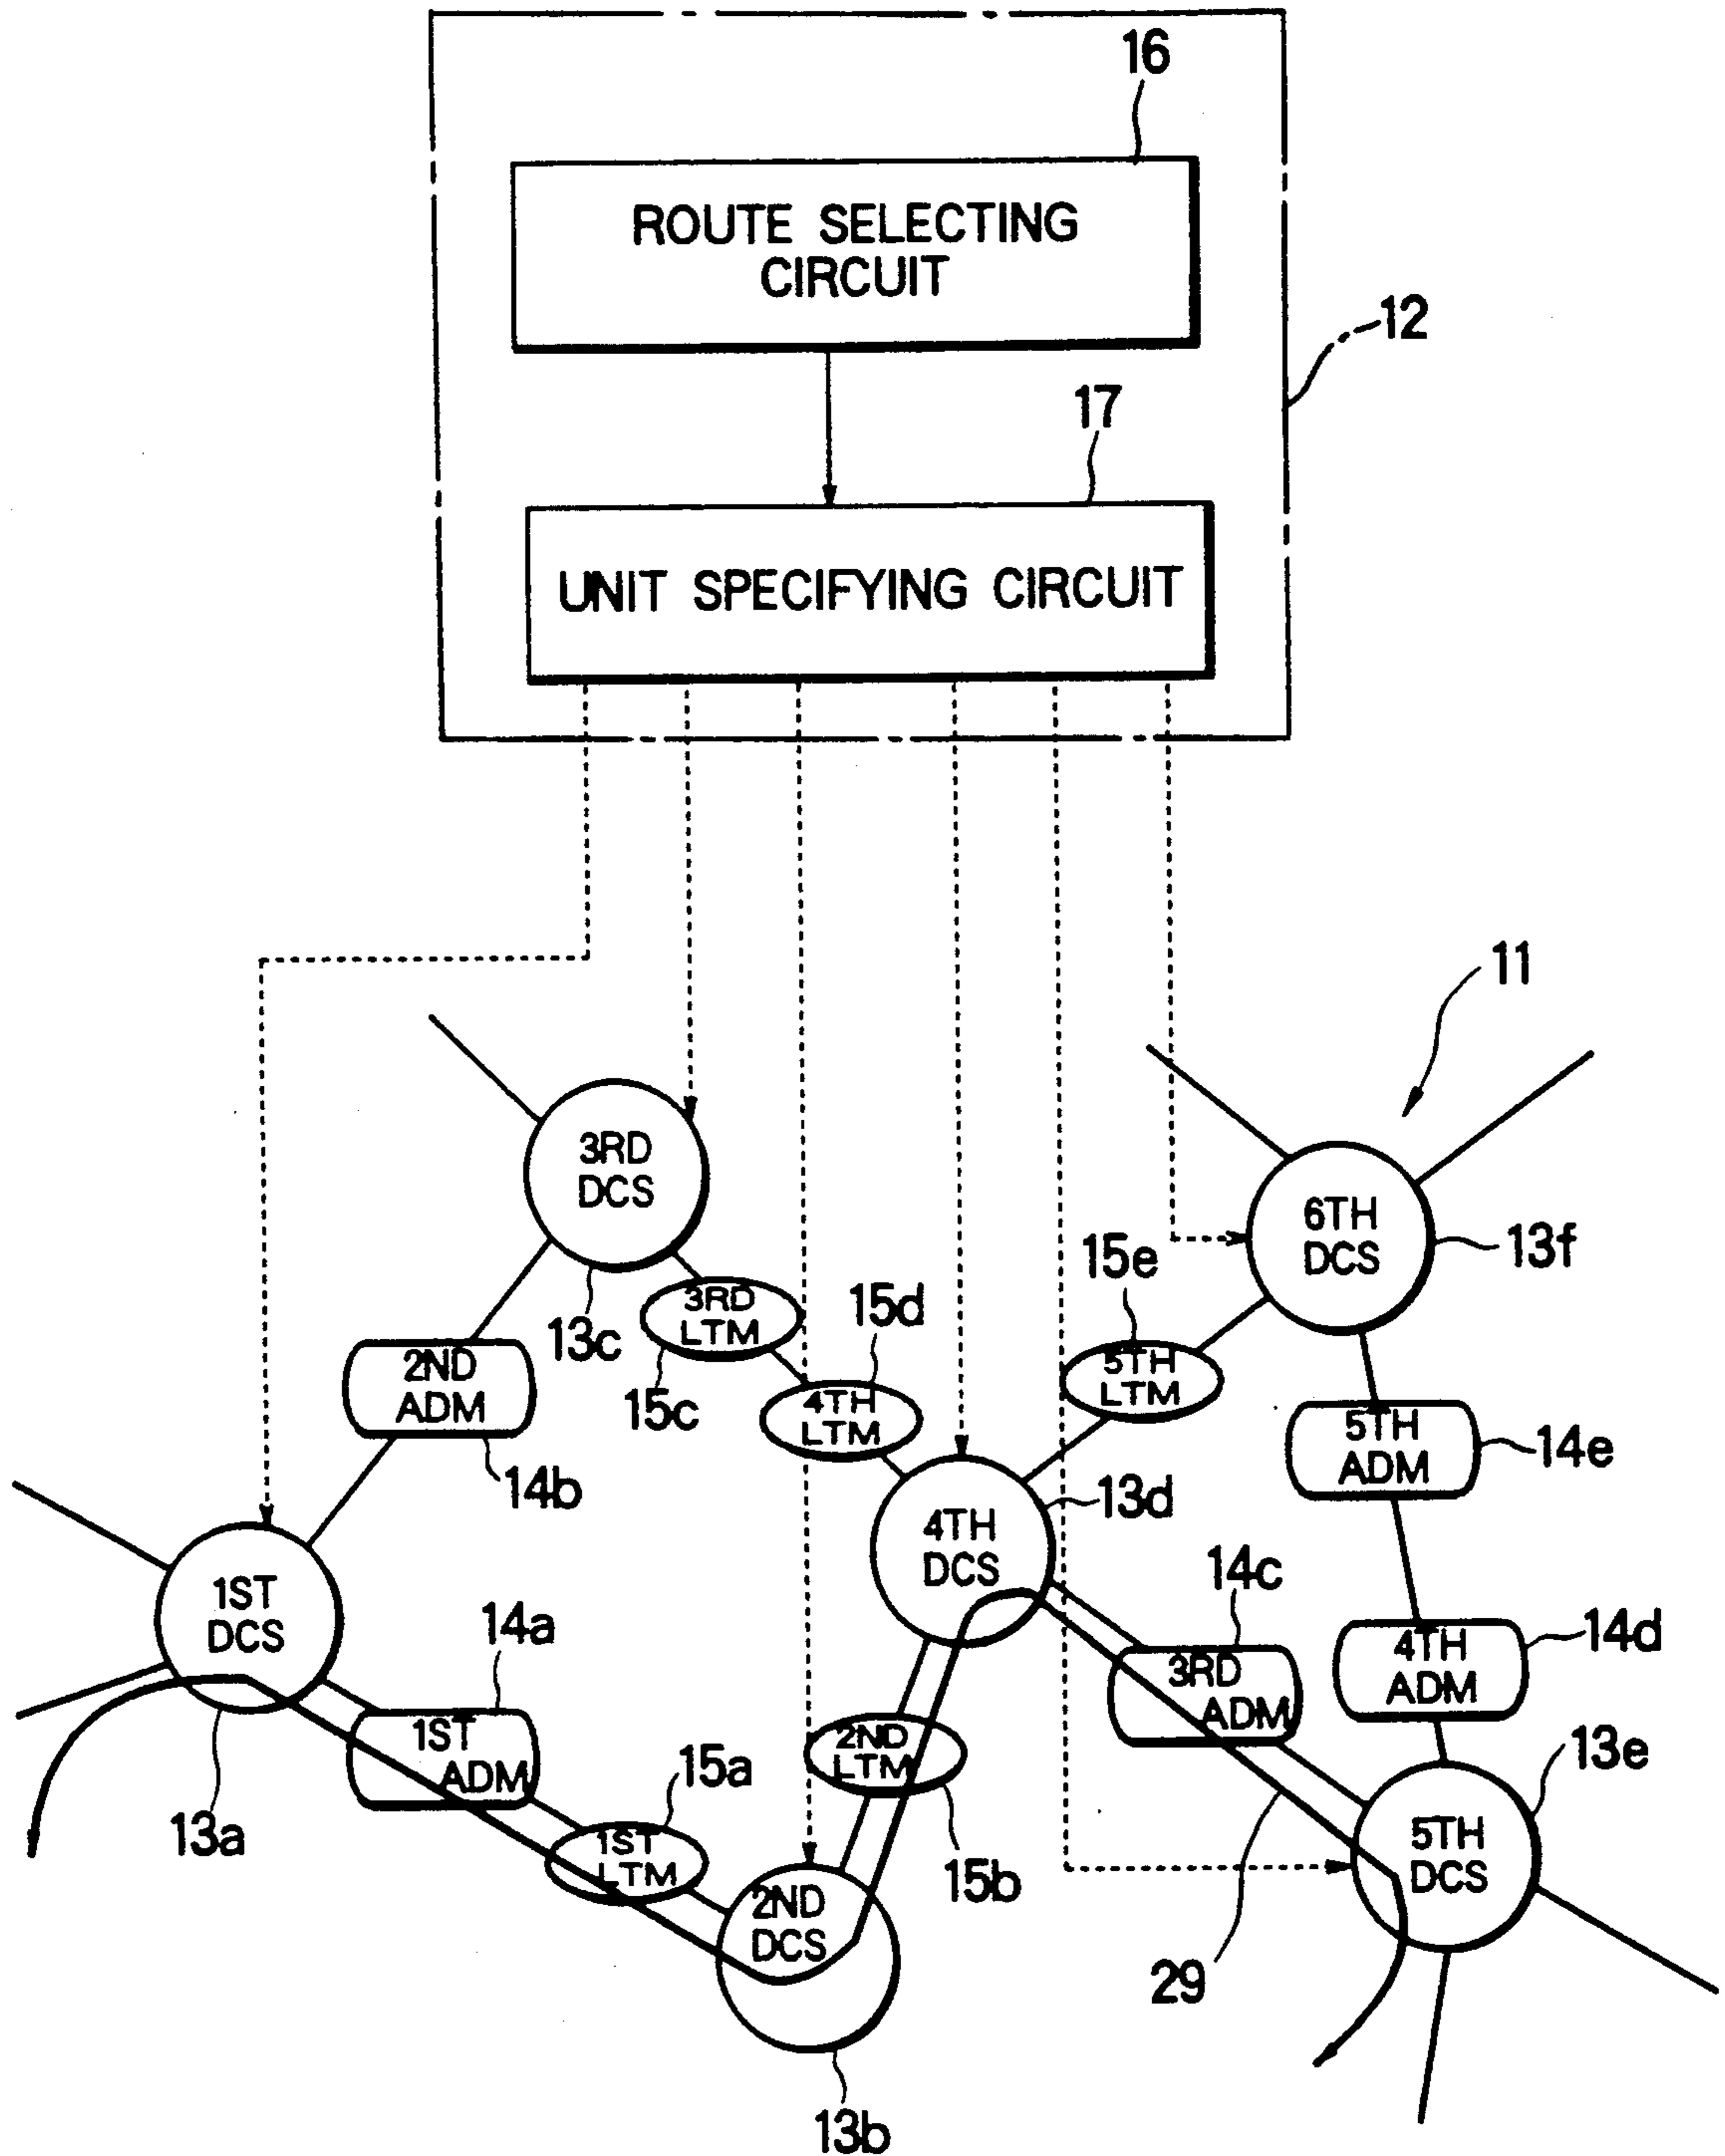 16
ROUTE SELECTING
CIRCUIT
12
17
UNIT SPECIFYING CIRCUIT
11
3RD
DCS
6TH
DCS
13f
15e
13c
3RD
LTM
15d
15c
2ND
ADM
4TH
LTM
5TH
LTM
14b
5TH
ADM
14e
13d
4TH
DCS
14c
1ST
DCS
14a
4TH
ADM
14d
3RD
ADM
1ST
ADM
15a
2ND
LTM
13e
13a
1ST
LTM
15b
5TH
DCS
2ND
DCS
29
13b